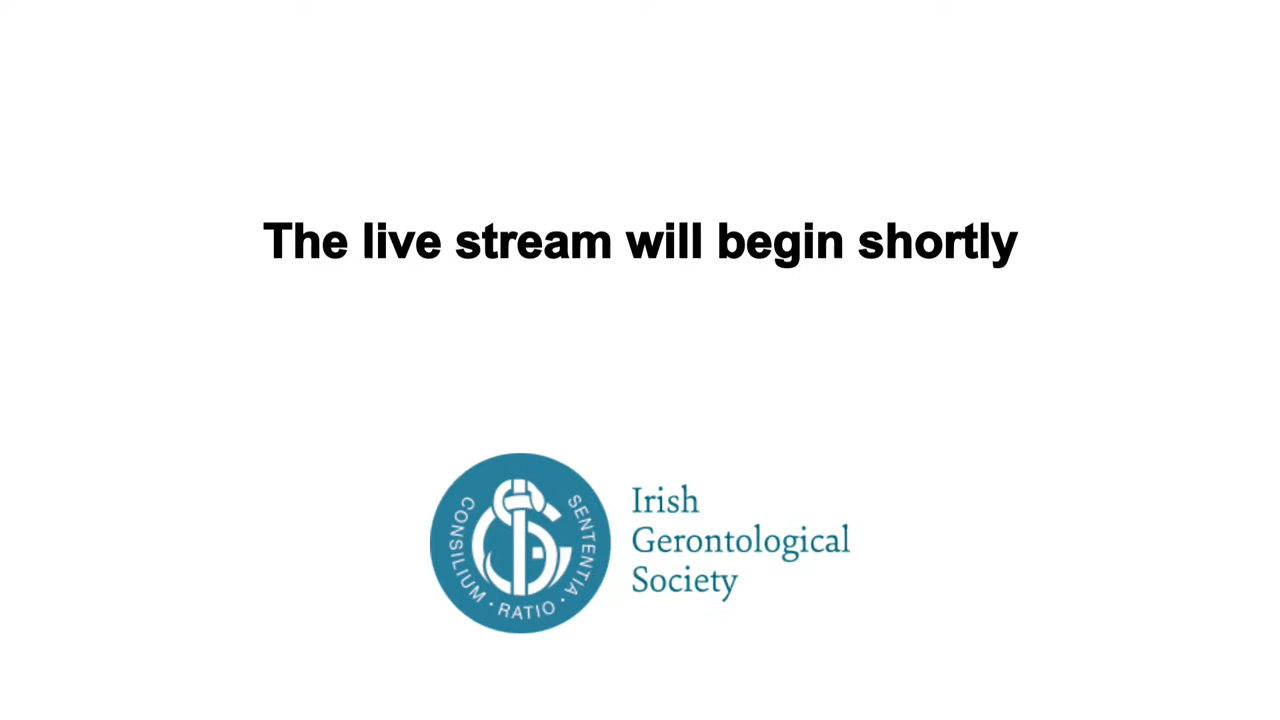 The live stream will begin shortly
CONSILIUM · RATIO · SENTENTIA
Irish
Gerontological
Society